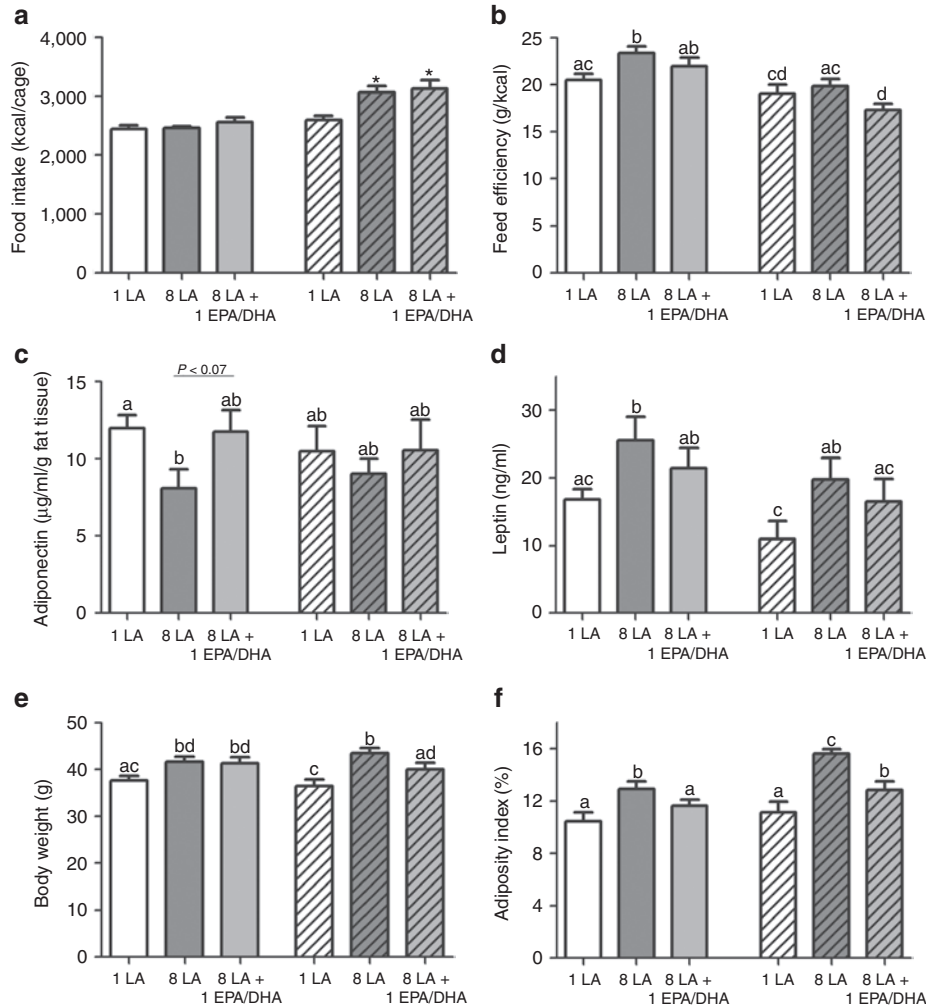 a
Food intake (kcal/cage)
4,000
3,000
2,000
1,000
0
* *
1 LA 8 LA 8 LA + 1 LA 8 LA 8 LA +
1 EPA/DHA 1 EPA/DHA
b
Feed efficiency (g/kcal)
25
20
15
10
5
0
ac b ab cd ac d
1 LA 8 LA 8 LA + 1 LA 8 LA 8 LA +
1 EPA/DHA 1 EPA/DHA
c
Adiponectin (μg/ml/g fat tissue)
15
10
5
0
P < 0.07
a b ab ab ab ab
1 LA 8 LA 8 LA + 1 LA 8 LA 8 LA +
1 EPA/DHA 1 EPA/DHA
d
Leptin (ng/ml)
30
20
10
0
ac b ab c ab ac
1 LA 8 LA 8 LA + 1 LA 8 LA 8 LA +
1 EPA/DHA 1 EPA/DHA
e
Body weight (g)
50
40
30
20
10
0
ac bd bd c b ad
1 LA 8 LA 8 LA + 1 LA 8 LA 8 LA +
1 EPA/DHA 1 EPA/DHA
f
Adiposity index (%)
16
12
8
4
0
a b a a c b
1 LA 8 LA 8 LA + 1 LA 8 LA 8 LA +
1 EPA/DHA 1 EPA/DHA